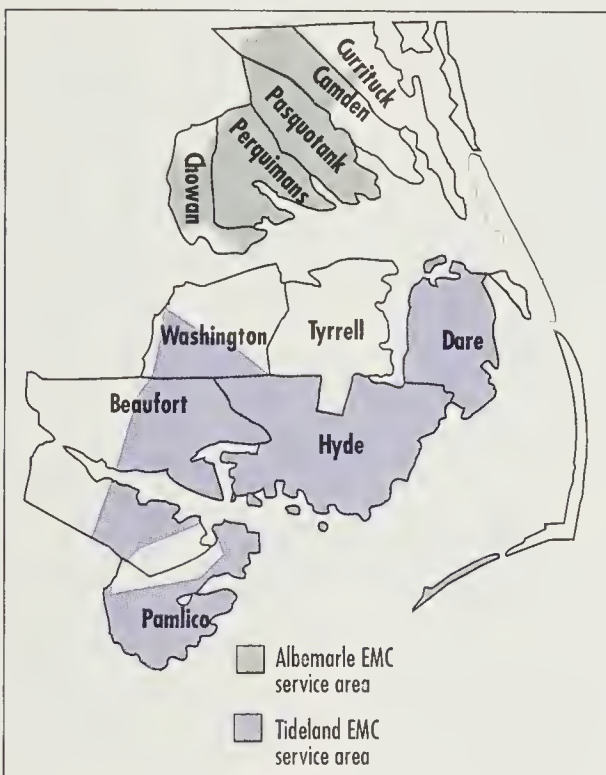 Currituck
Camden
Pasquotank
Perquimans
Chowan
Washington
Tyrrell
Dare
Beaufort
Hyde
Pamlico
Albemarle EMC
service area
Tideland EMC
service area